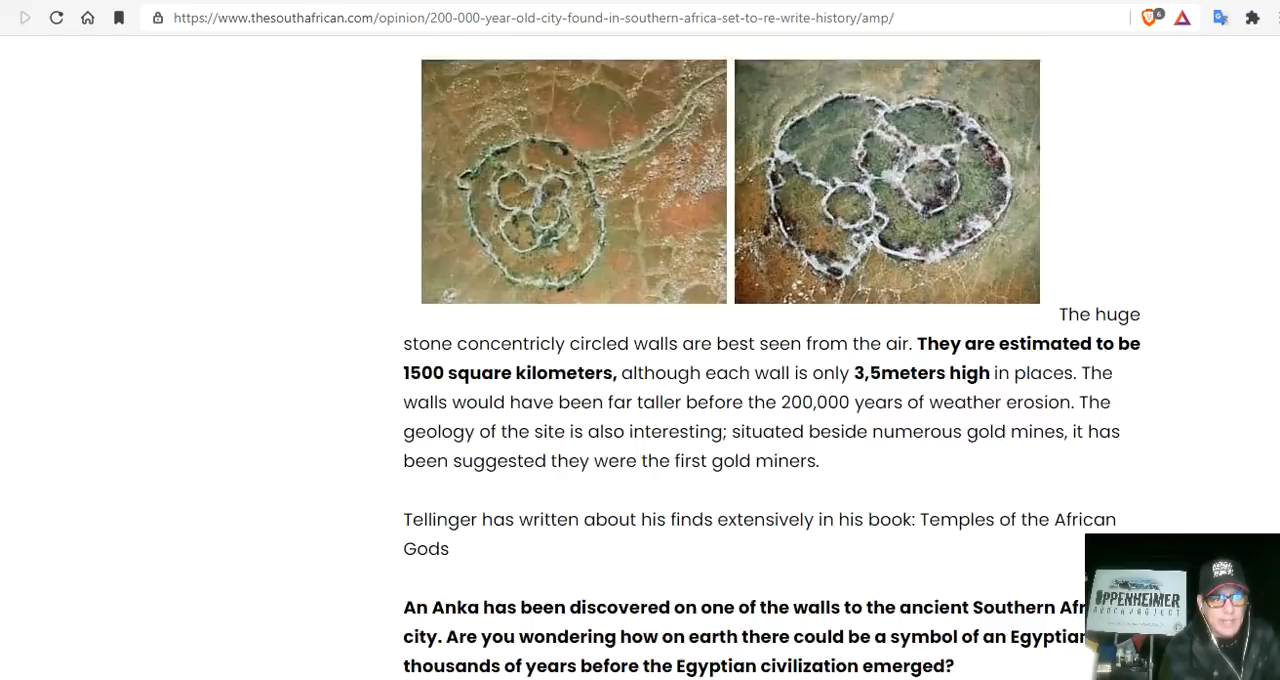 https://www.thesouthafrican.com/opinion/200-000-year-old-city-found-in-southern-africa-set-to-re-write-history/amp/
6
The huge
stone concentricly circled walls are best seen from the air. They are estimated to be
1500 square kilometers, although each wall is only 3,5meters high in places. The
walls would have been far taller before the 200,000 years of weather erosion. The
geology of the site is also interesting; situated beside numerous gold mines, it has
been suggested they were the first gold miners.
Tellinger has written about his finds extensively in his book: Temples of the African
Gods
An Anka has been discovered on one of the walls to the ancient Southern Afr
city. Are you wondering how on earth there could be a symbol of an Egyptian
thousands of years before the Egyptian civilization emerged?
OPPENHEIMER